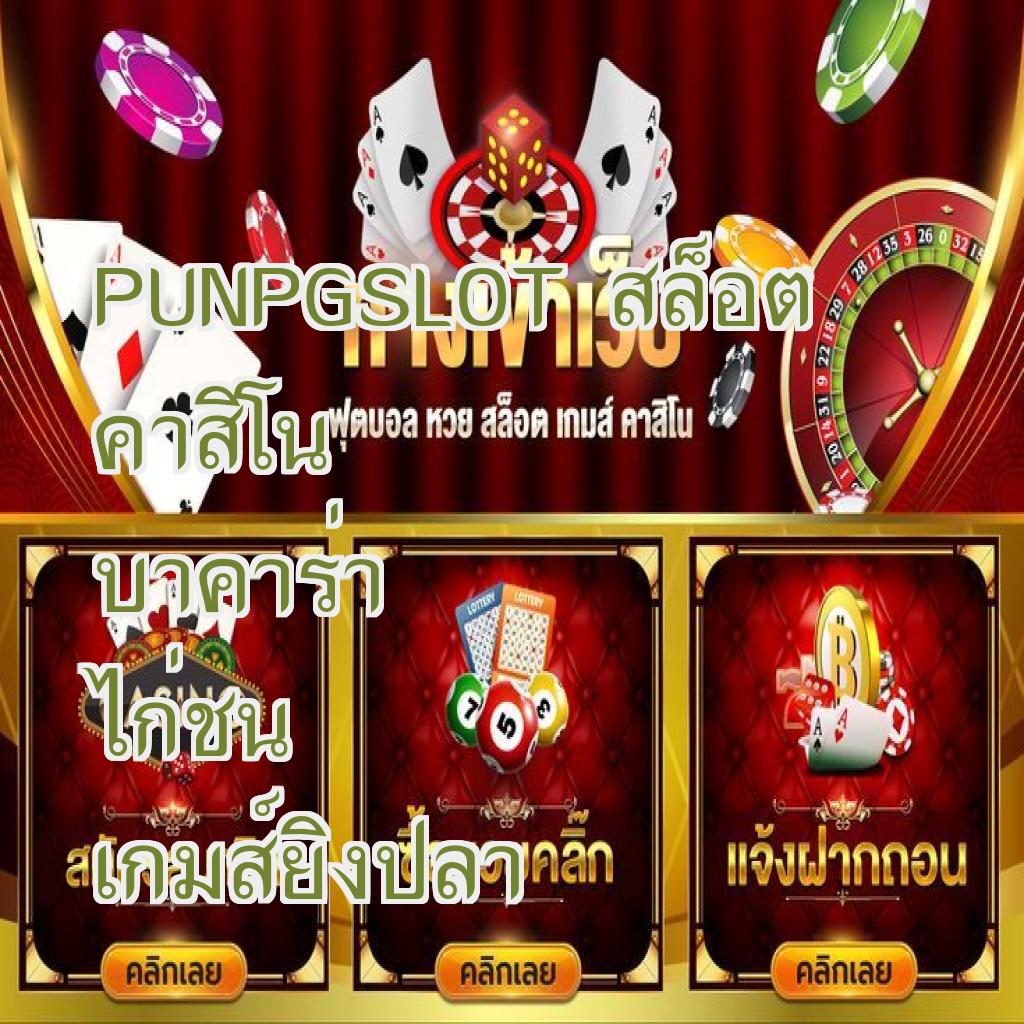 PUNPGSLOT สล็อต
คาสิโน
ฟุตบอล หวย สล็อต เกมส์ คาสิโน
บาคาร่า
ไก่ชน
เกมส์ยิงปลา
LOTTERY
LOTTERY
แจ้งฝากถอน
คลิกเลย
คลิกเลย
คลิกเลย